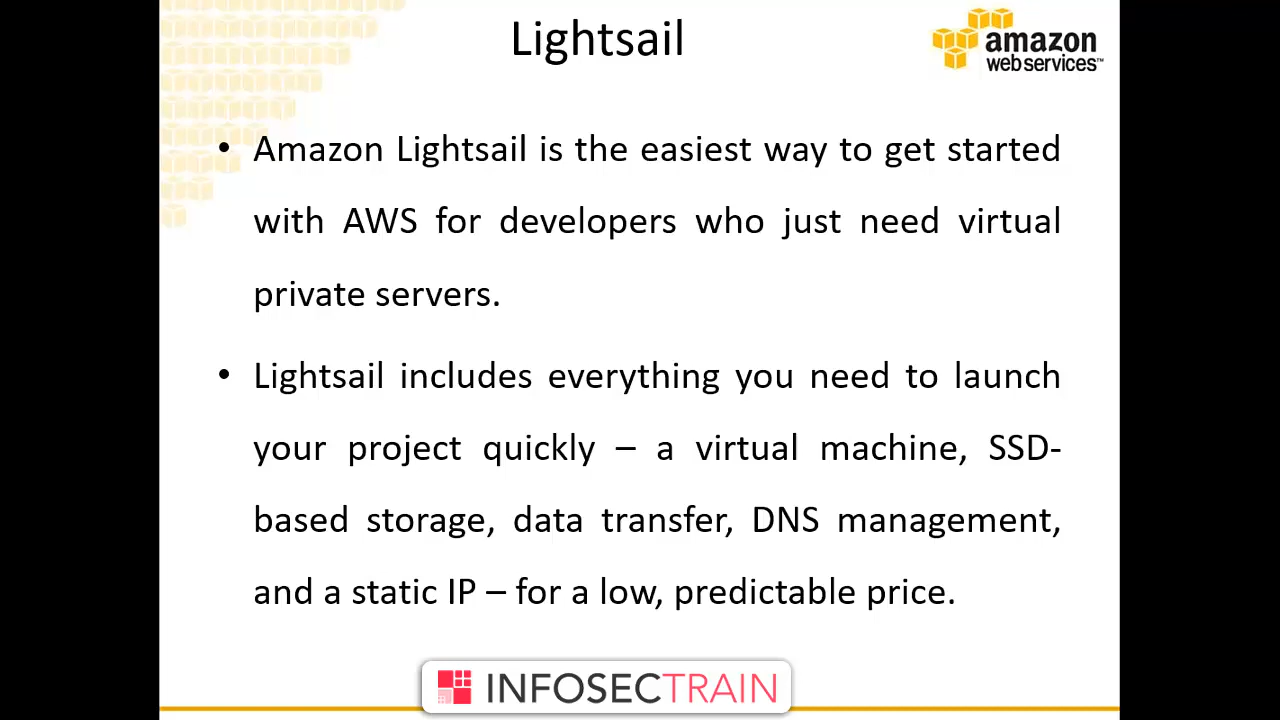 Lightsail
amazon
webservices™
• Amazon Lightsail is the easiest way to get started
with AWS for developers who just need virtual
private servers.
• Lightsail includes everything you need to launch
your project quickly – a virtual machine, SSD-
based storage, data transfer, DNS management,
and a static IP – for a low, predictable price.
INFOSECTRAIN